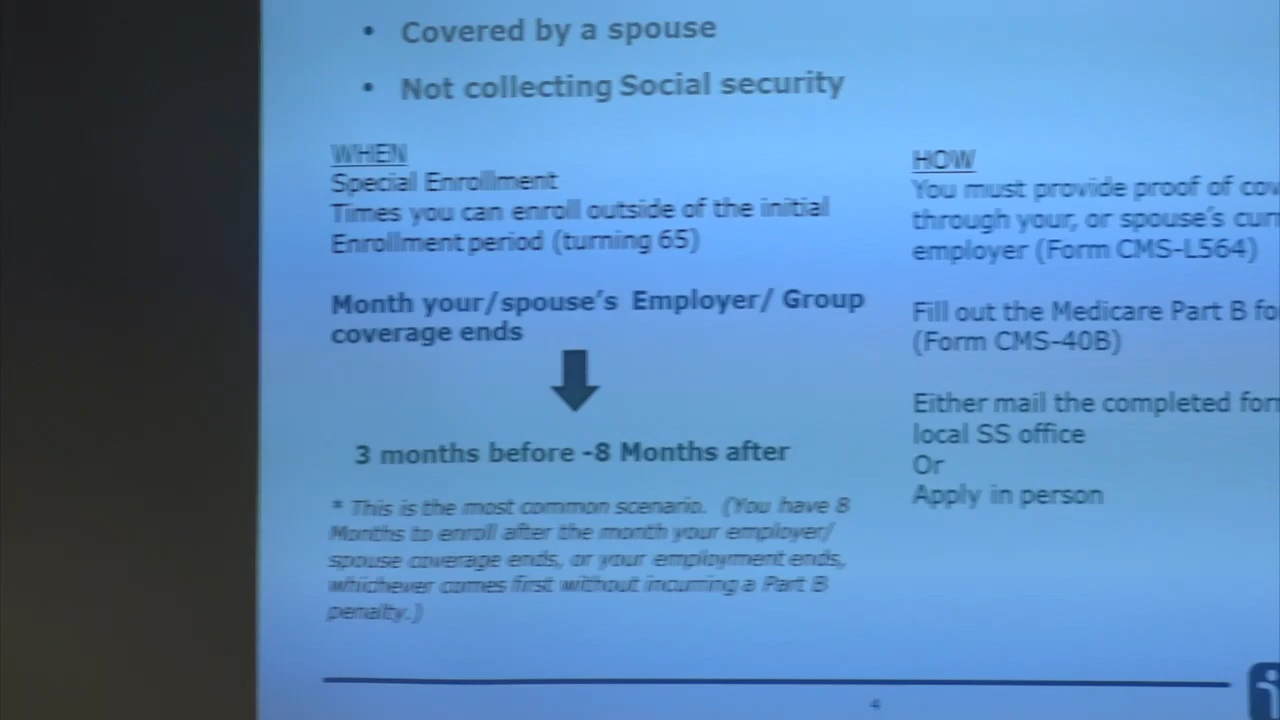 • Covered by a spouse
• Not collecting Social security
WHEN
Special Enrollment
Times you can enroll outside of the initial
Enrollment period (turning 65)
Month your/spouse's Employer/ Group
coverage ends
3 months before -8 Months after
* This is the most common scenario. (You have 8
Months to enroll after the month your employer/
spouse coverage ends, or your employment ends,
whichever comes first without incurring a Part B
penalty.)
HOW
You must provide proof of
through your, or spouse's
employer (Form CMS-L564)
Fill out the Medicare Part B
(Form CMS-40B)
Either mail the completed
local SS office
Or
Apply in person
4